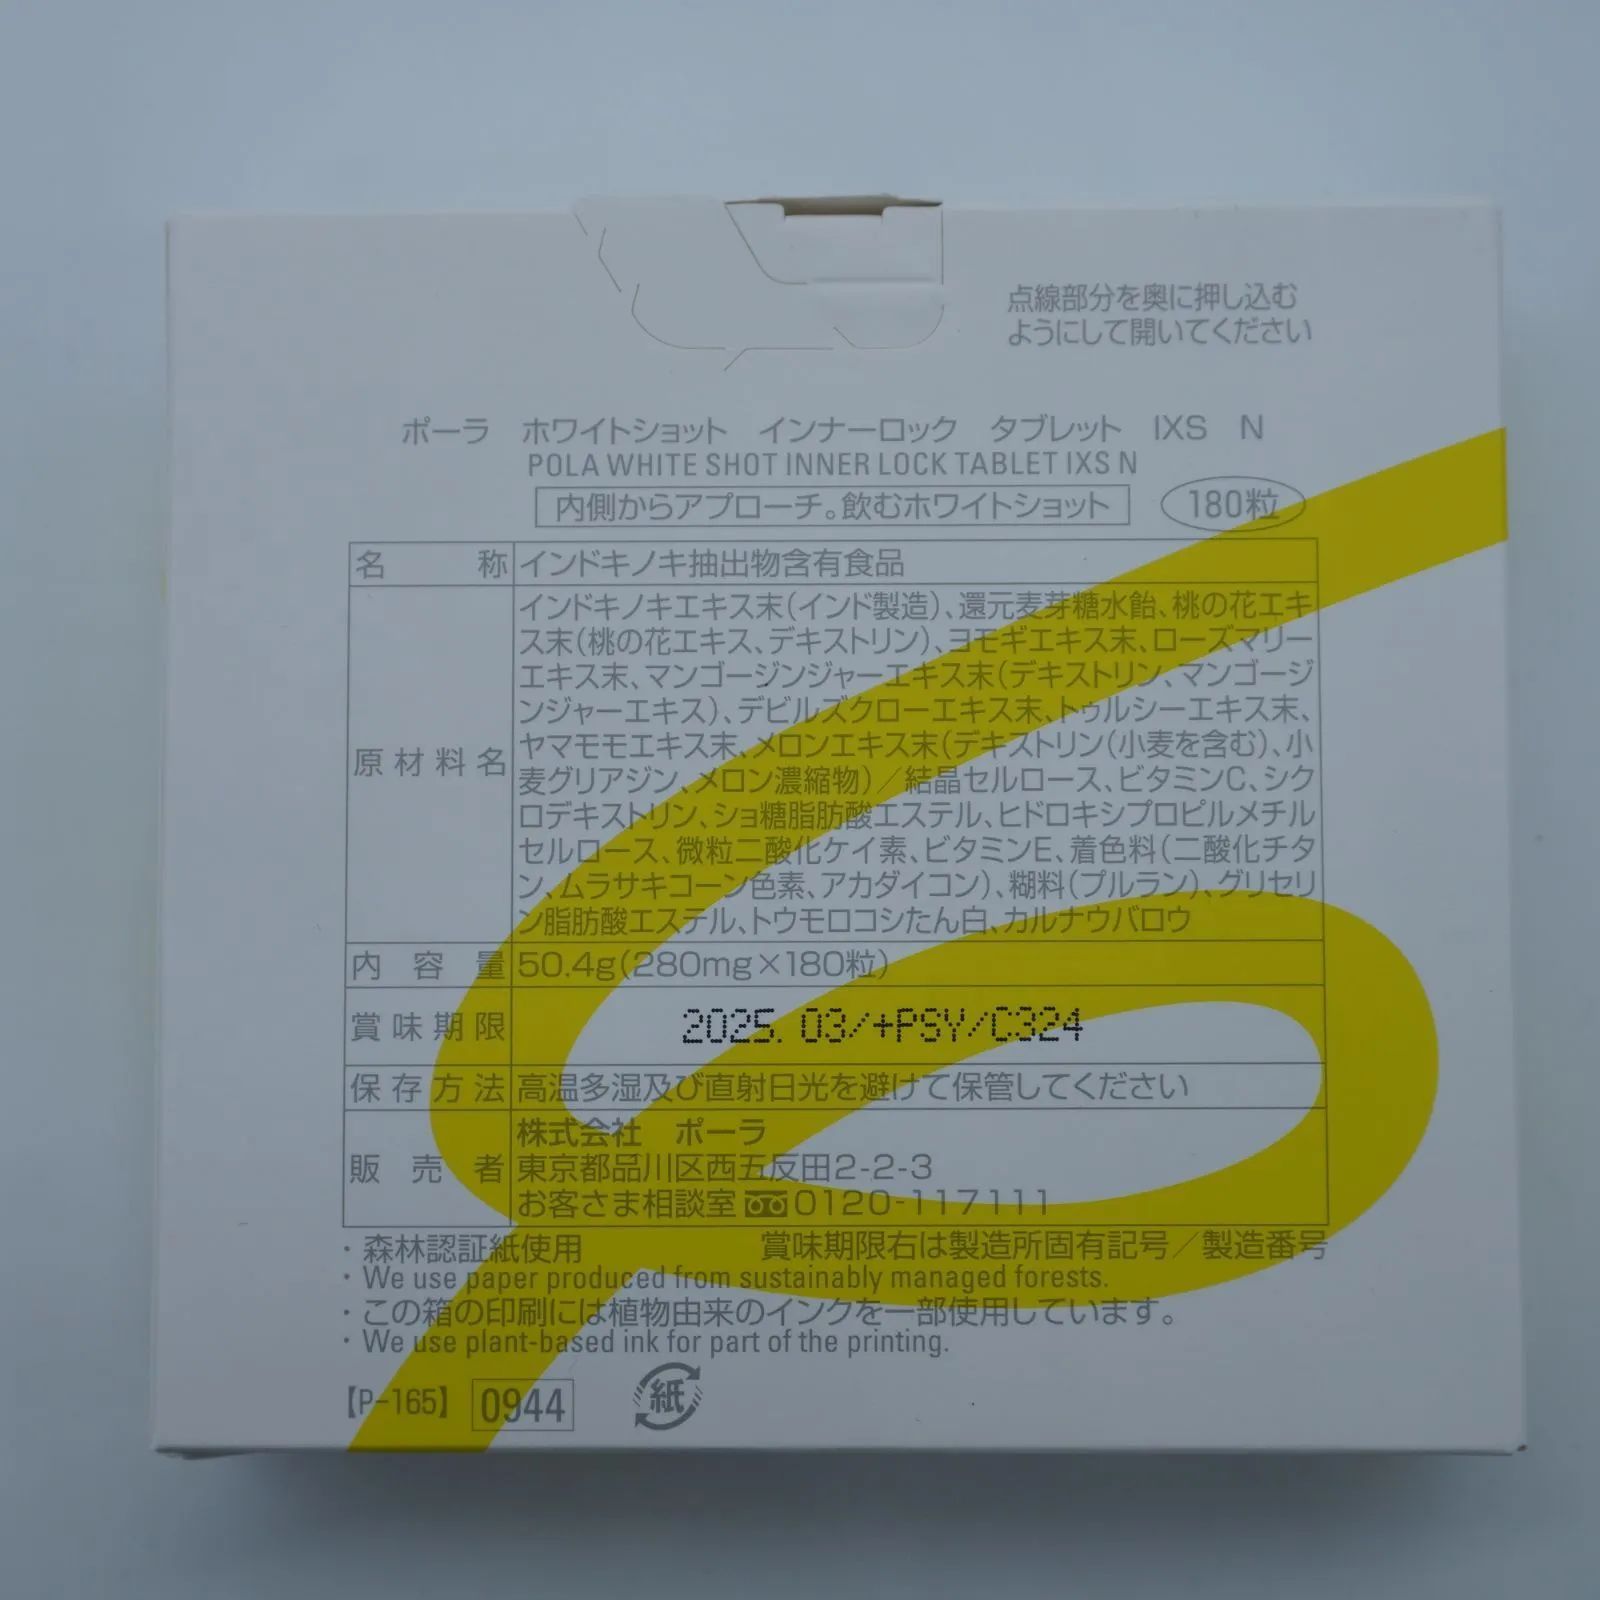 点線部分を奥に押し込む
ようにして開いてください
ポーラ ホワイトショット インナーロック タブレット IXS N
POLA WHITE SHOT INNER LOCK TABLET IXS N
内側からアプローチ。飲むホワイトショット 180粒
名称 インドキノキ抽出物含有食品
原材料名 インドキノキエキス末(インド製造)、還元麦芽糖水飴、桃の花エキ
ス末(桃の花エキス、デキストリン)、ヨモギエキス末、ローズマリー
エキス末、マンゴージンジャーエキス末(デキストリン、マンゴージ
ンジャーエキス)、デビルズクローエキス末、トゥルシーエキス末、
ヤマモモエキス末、メロンエキス末(デキストリン(小麦を含む)、小
麦グリアジン、メロン濃縮物)/結晶セルロース、ビタミンC、シク
ロデキストリン、ショ糖脂肪酸エステル、ヒドロキシプロピルメチル
セルロース、微粒二酸化ケイ素、ビタミンE、着色料(二酸化チタ
ン、ムラサキコーン色素、アカダイコン)、糊料(プルラン)、グリセリ
ン脂肪酸エステル、トウモロコシたん白、カルナウバロウ
内容量 50.4g(280mg×180粒)
賞味期限 2025. 03/+PSY/C324
保存方法 高温多湿及び直射日光を避けて保管してください
販売者 株式会社 ポーラ
東京都品川区西五反田2-2-3
お客さま相談室 0120-117111
・森林認証紙使用 賞味期限右は製造所固有記号/製造番号
・We use paper produced from sustainably managed forests.
・この箱の印刷には植物由来のインクを一部使用しています。
・We use plant-based ink for part of the printing.
【P-165】 0944 紙